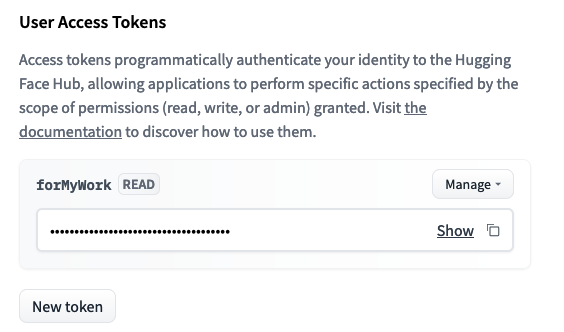 User Access Tokens
Access tokens programmatically authenticate your identity to the Hugging
Face Hub, allowing applications to perform specific actions specified by the
scope of permissions (read, write, or admin) granted. Visit the
documentation to discover how to use them.
forMyWork READ Manage
•••••••••••••••••••••••••••••••••••••
Show
New token